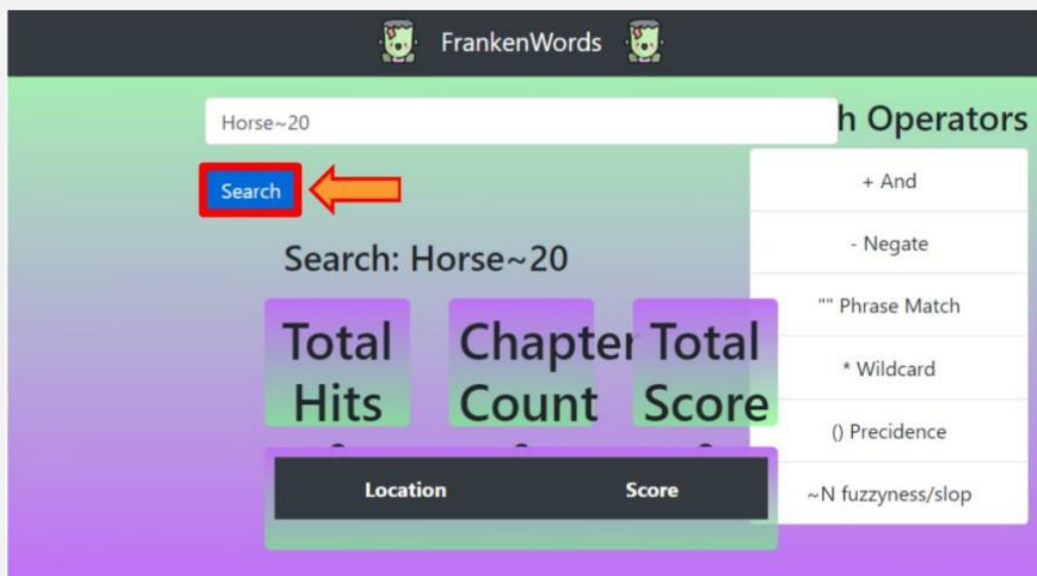 FrankenWords
Horse~20
h Operators
Search
+ And
- Negate
"" Phrase Match
* Wildcard
() Precidence
~N fuzzyness/slop
Search: Horse~20
Total
Hits
Chapter
Count
Total
Score
Location Score